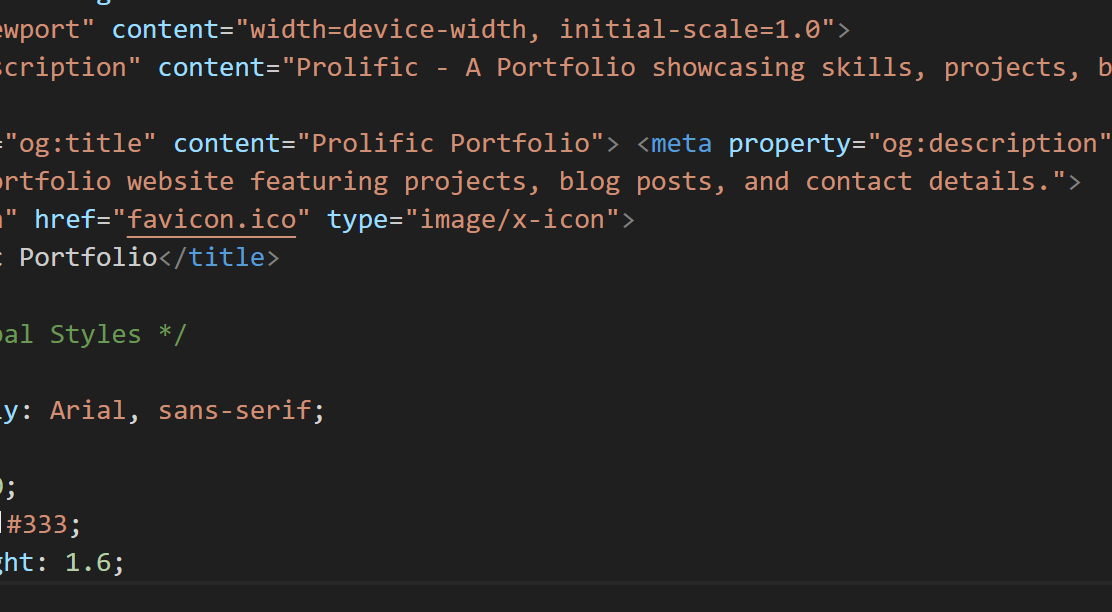 ewport" content="width=device-width, initial-scale=1.0">
scription" content="Prolific - A Portfolio showcasing skills, projects, b
="og:title" content="Prolific Portfolio"> <meta property="og:description"
ortfolio website featuring projects, blog posts, and contact details.">
" href="favicon.ico" type="image/x-icon">
Portfolio</title>
bal Styles */
ly: Arial, sans-serif;
0;
#333;
ght: 1.6;